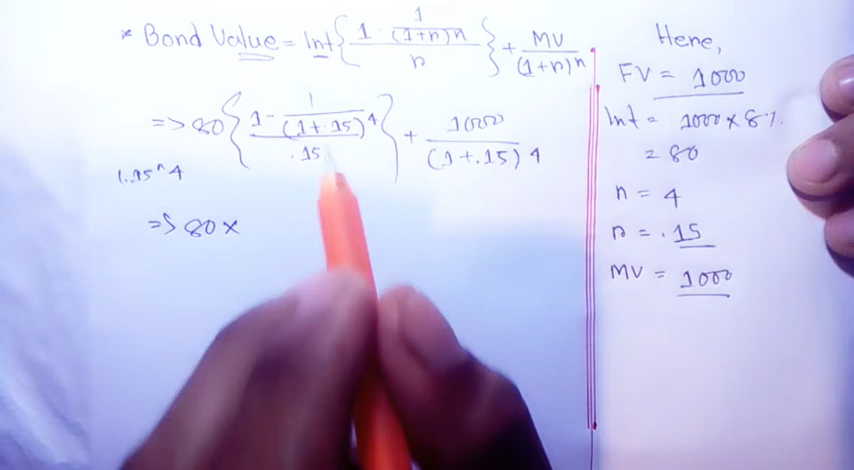 * Bond Value = Int { 1 - 1/(1+r)n / r } + MV/(1+r)n
=> 80 { 1 - 1/(1+.15)4 / .15 } + 1000/(1+.15)4
1.15^4
=> 80 x
Here,
FV = 1000
Int = 1000 x 8%
= 80
n = 4
r = .15
MV = 1000